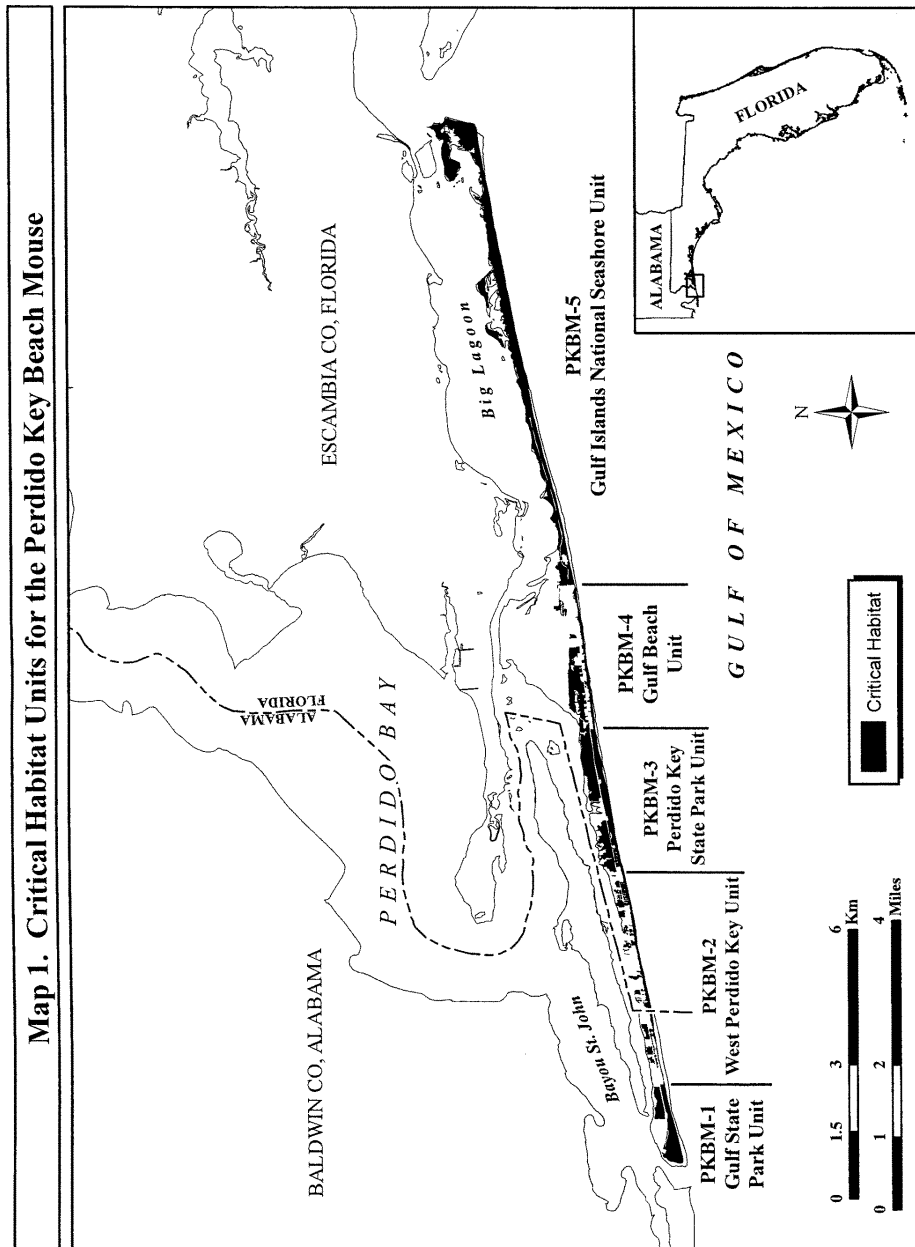 Map 1. Critical Habitat Units for the Perdido Key Beach Mouse
BALDWIN CO, ALABAMA
ALABAMA
FLORIDA
PERDIDO BAY
ESCAMBIA CO, FLORIDA
Bayou St. John
Big Lagoon
PKBM-1
Gulf State
Park Unit
PKBM-2
West Perdido Key Unit
PKBM-3
Perdido Key
State Park Unit
PKBM-4
Gulf Beach
Unit
PKBM-5
Gulf Islands National Seashore Unit
GULF OF MEXICO
0 1.5 3 6
Km
0 1 2 4
Miles
Critical Habitat
N
ALABAMA
FLORIDA